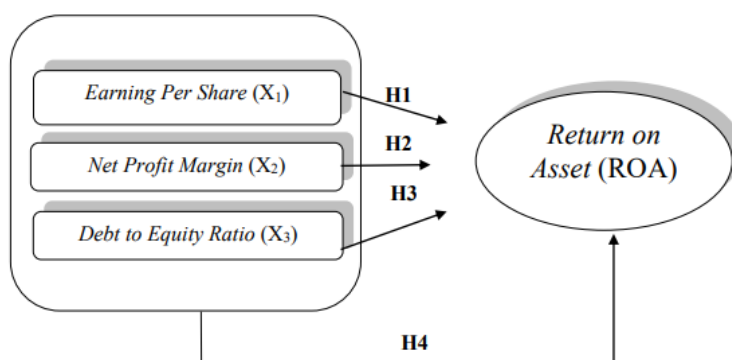 Earning Per Share (X₁)
H1
Net Profit Margin (X₂)
H2
Debt to Equity Ratio (X₃)
H3
Return on
Asset (ROA)
H4